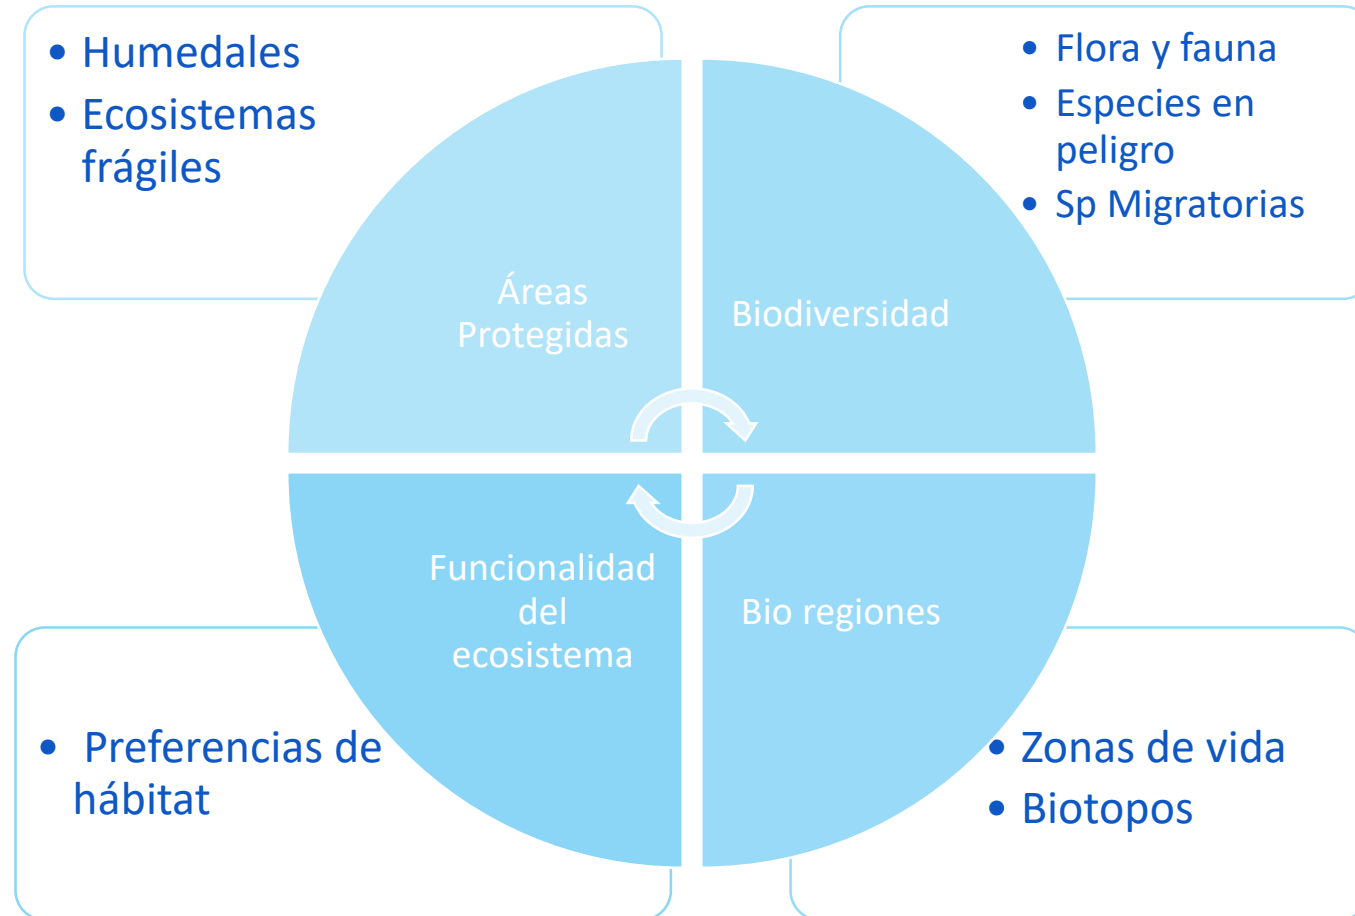 • Humedales
• Ecosistemas
frágiles
• Flora y fauna
• Especies en
peligro
• Sp Migratorias
Áreas
Protegidas
Biodiversidad
Funcionalidad
del
ecosistema
Bio regiones
• Preferencias de
hábitat
• Zonas de vida
• Biotopos